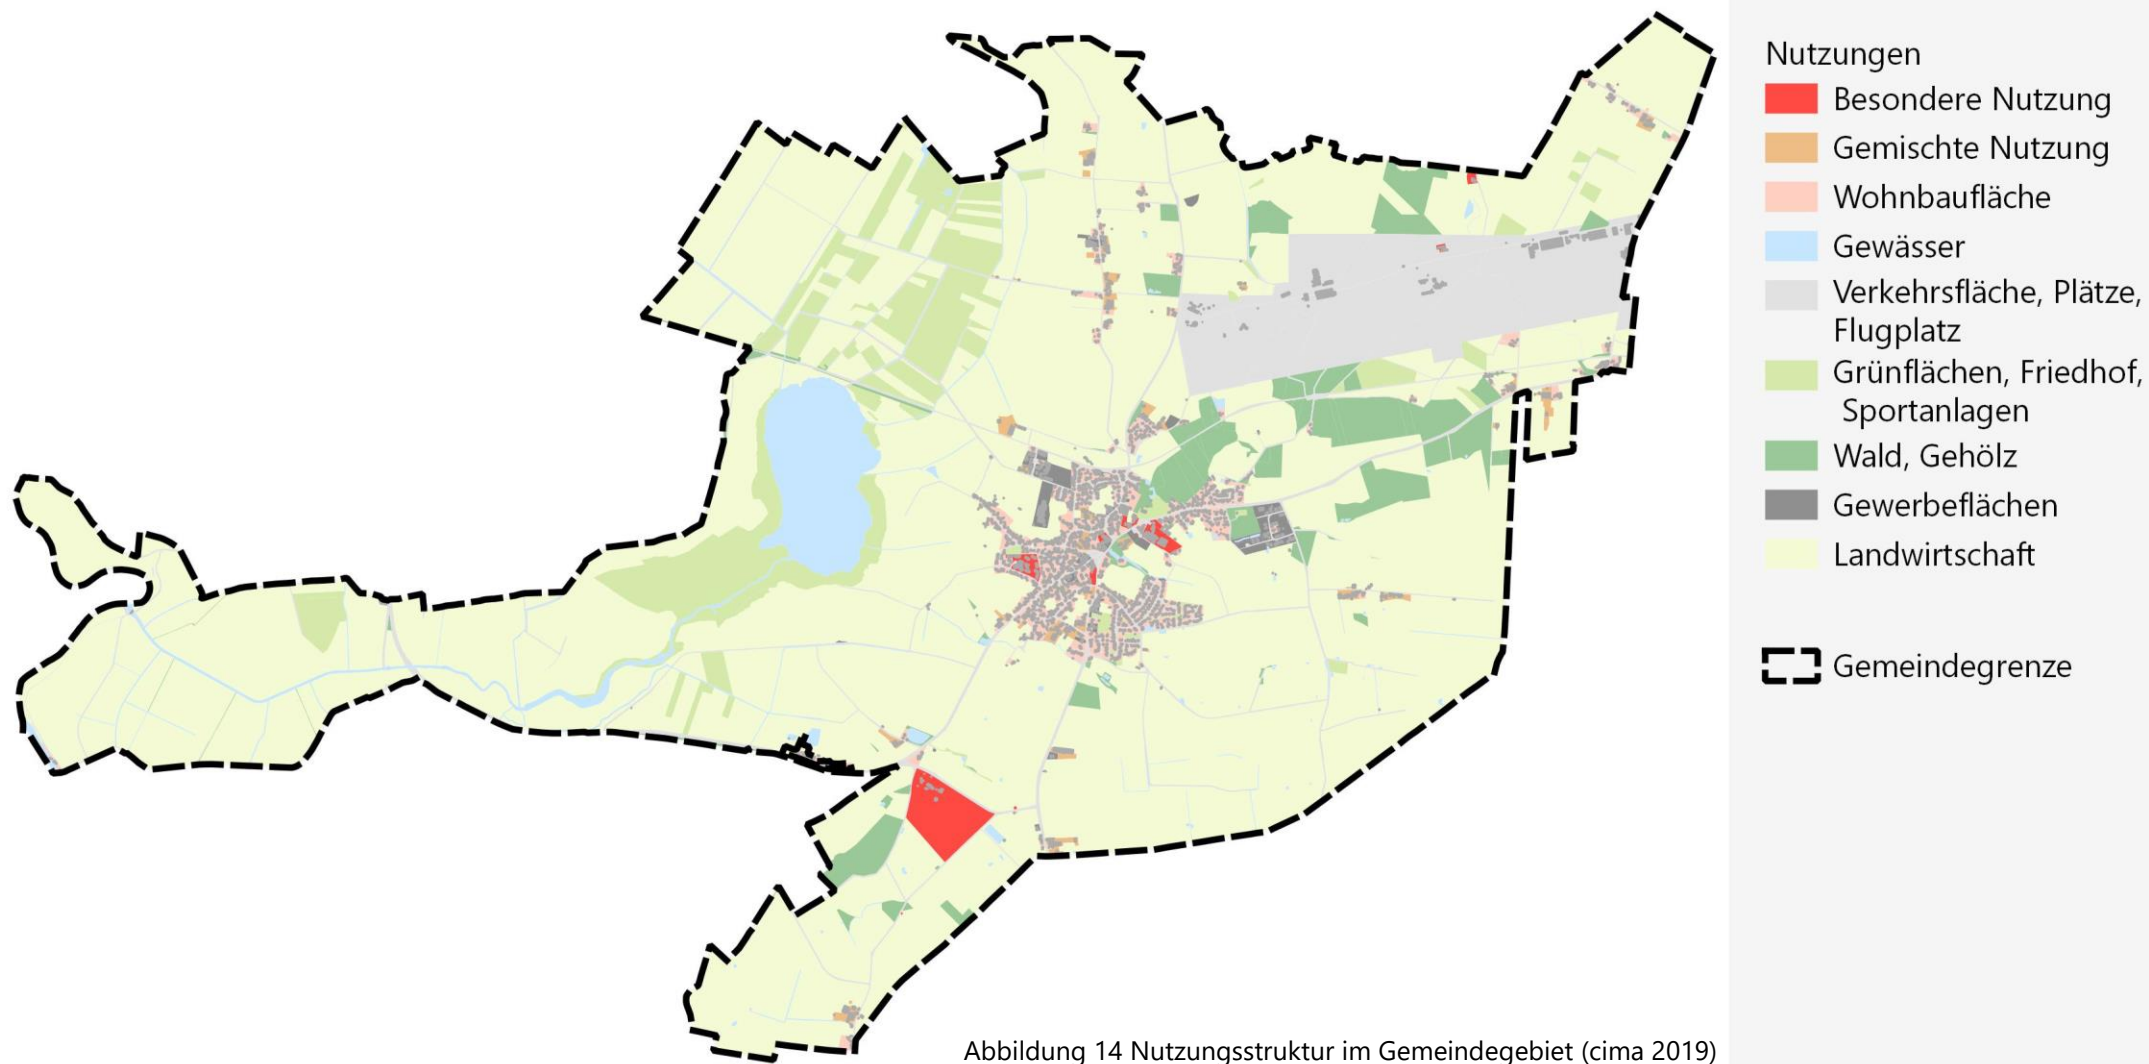 Nutzungen
Besondere Nutzung
Gemischte Nutzung
Wohnbaufläche
Gewässer
Verkehrsfläche, Plätze,
Flugplatz
Grünflächen, Friedhof,
Sportanlagen
Wald, Gehölz
Gewerbeflächen
Landwirtschaft
Gemeindegrenze
Abbildung 14 Nutzungsstruktur im Gemeindegebiet (cima 2019)